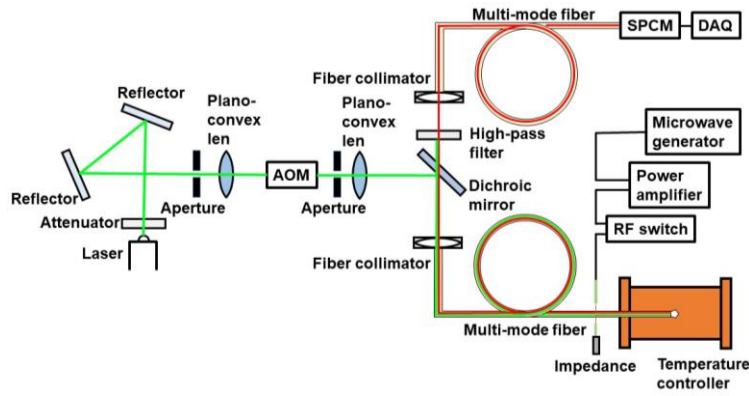 Multi-mode fiber
SPCM
DAQ
Fiber collimator
Reflector
Plano-
convex
len
Plano-
convex
len
High-pass
filter
Microwave
generator
AOM
Power
amplifier
Reflector
Aperture
Aperture
Dichroic
mirror
Attenuator
RF switch
Laser
Fiber collimator
Multi-mode fiber
Impedance
Temperature
controller